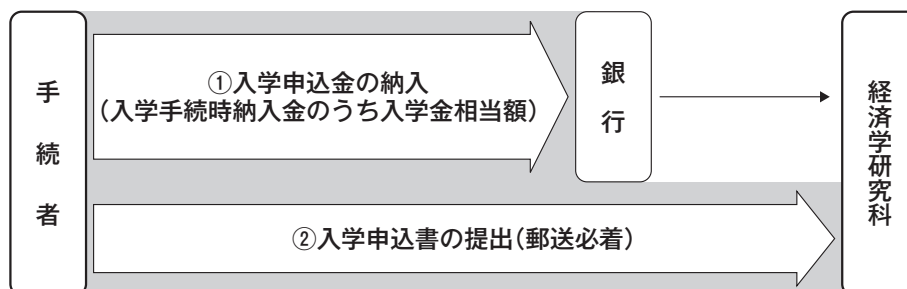 手続者
①入学申込金の納入
（入学手続時納入金のうち入学金相当額）
銀行
経済学研究科
②入学申込書の提出（郵送必着）